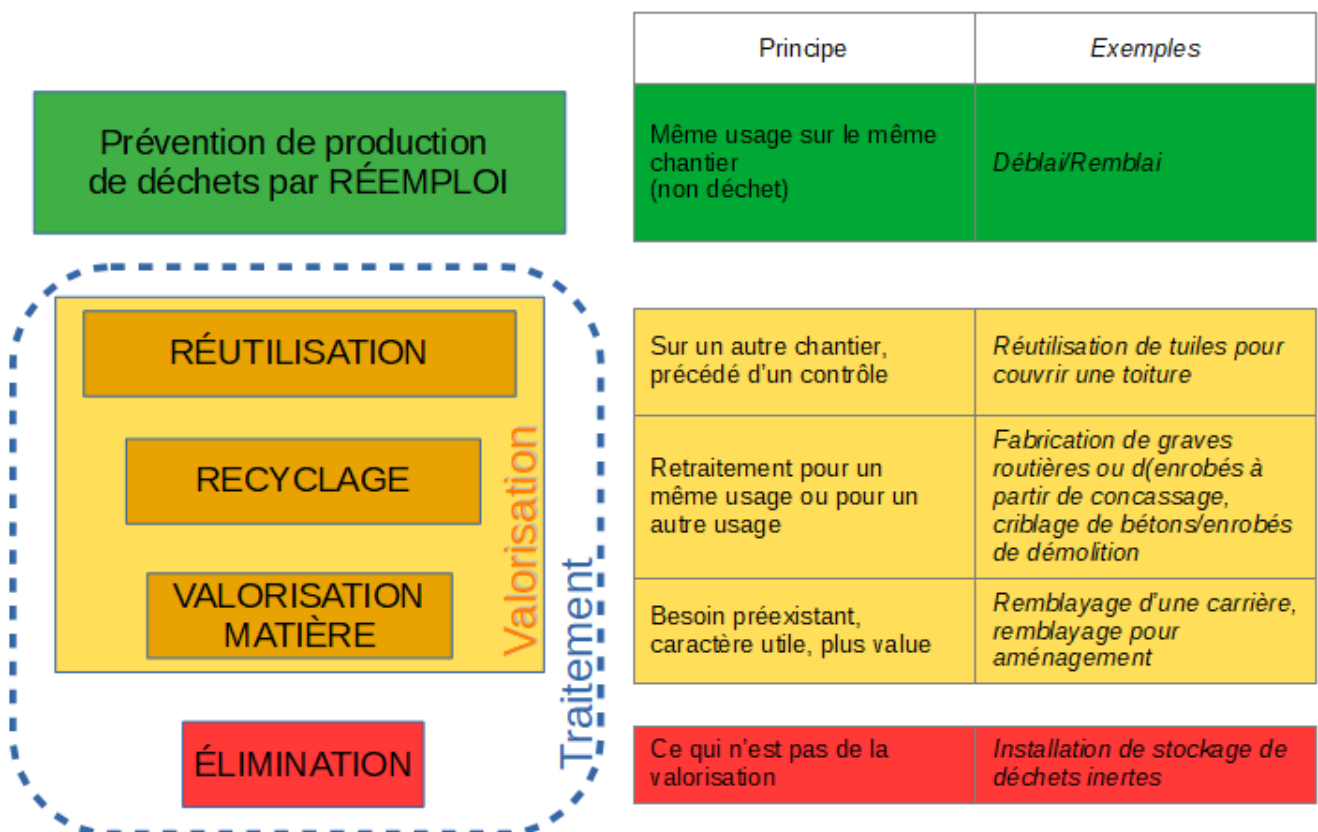 Principe
Exemples
Prévention de production
de déchets par RÉEMPLOI
Même usage sur le même
chantier
(non déchet)
Déblai/Remblai
RÉUTILISATION
Sur un autre chantier,
précédé d'un contrôle
Réutilisation de tuiles pour
couvrir une toiture
RECYCLAGE
Retraitement pour un
même usage ou pour un
autre usage
Fabrication de graves
routières ou d(enrobés à
partir de concassage,
criblage de bétons/enrobés
de démolition
VALORISATION
MATIÈRE
Besoin préexistant,
caractère utile, plus value
Remblayage d'une carrière,
remblayage pour
aménagement
Valorisation
Traitement
ÉLIMINATION
Ce qui n'est pas de la
valorisation
Installation de stockage de
déchets inertes